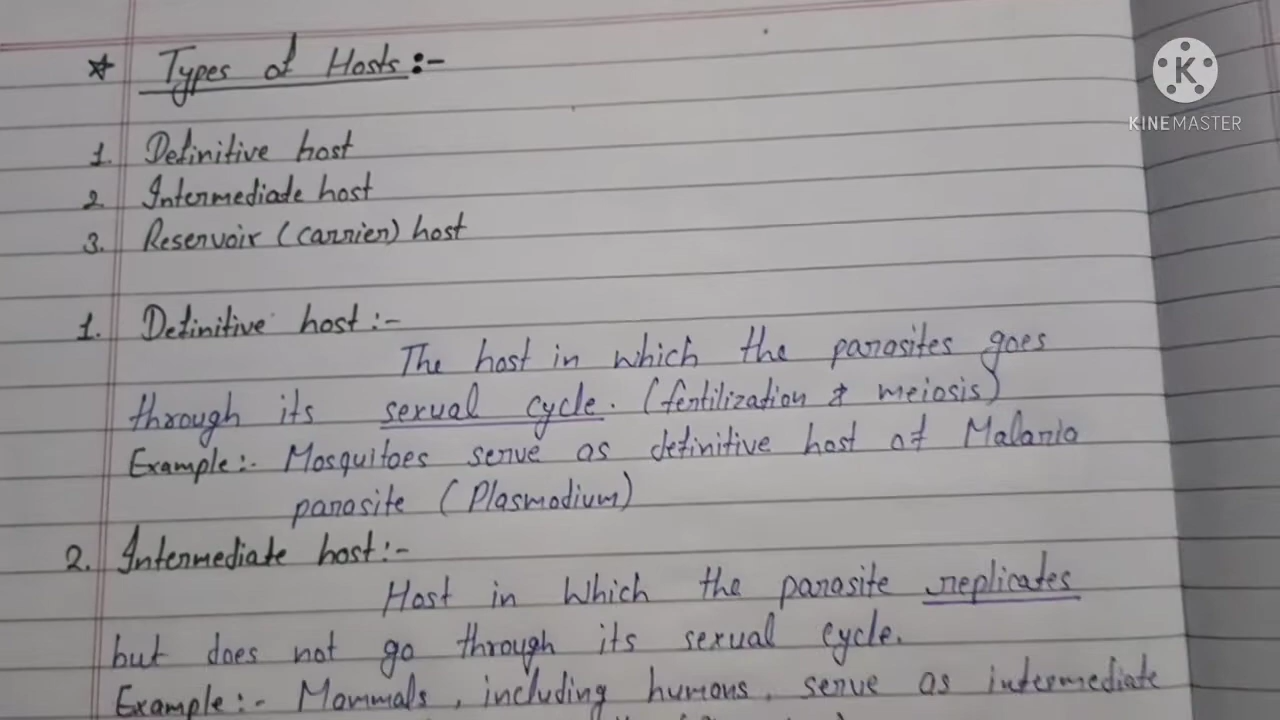 * Types of Hosts:-
K
KINEMASTER
1. Definitive host
2 Intermediate host
3. Reservoir (carrier) host
1. Definitive host:-
The host in which the parasites goes
through its sexual cycle. (fertilization & meiosis)
Example:- Mosquitoes serve as definitive host of Malaria
parasite (Plasmodium)
2. Intermediate host:-
Host in which the parasite replicates
but does not go through its sexual cycle.
Example:- Mammals, including humans, serve as intermediate